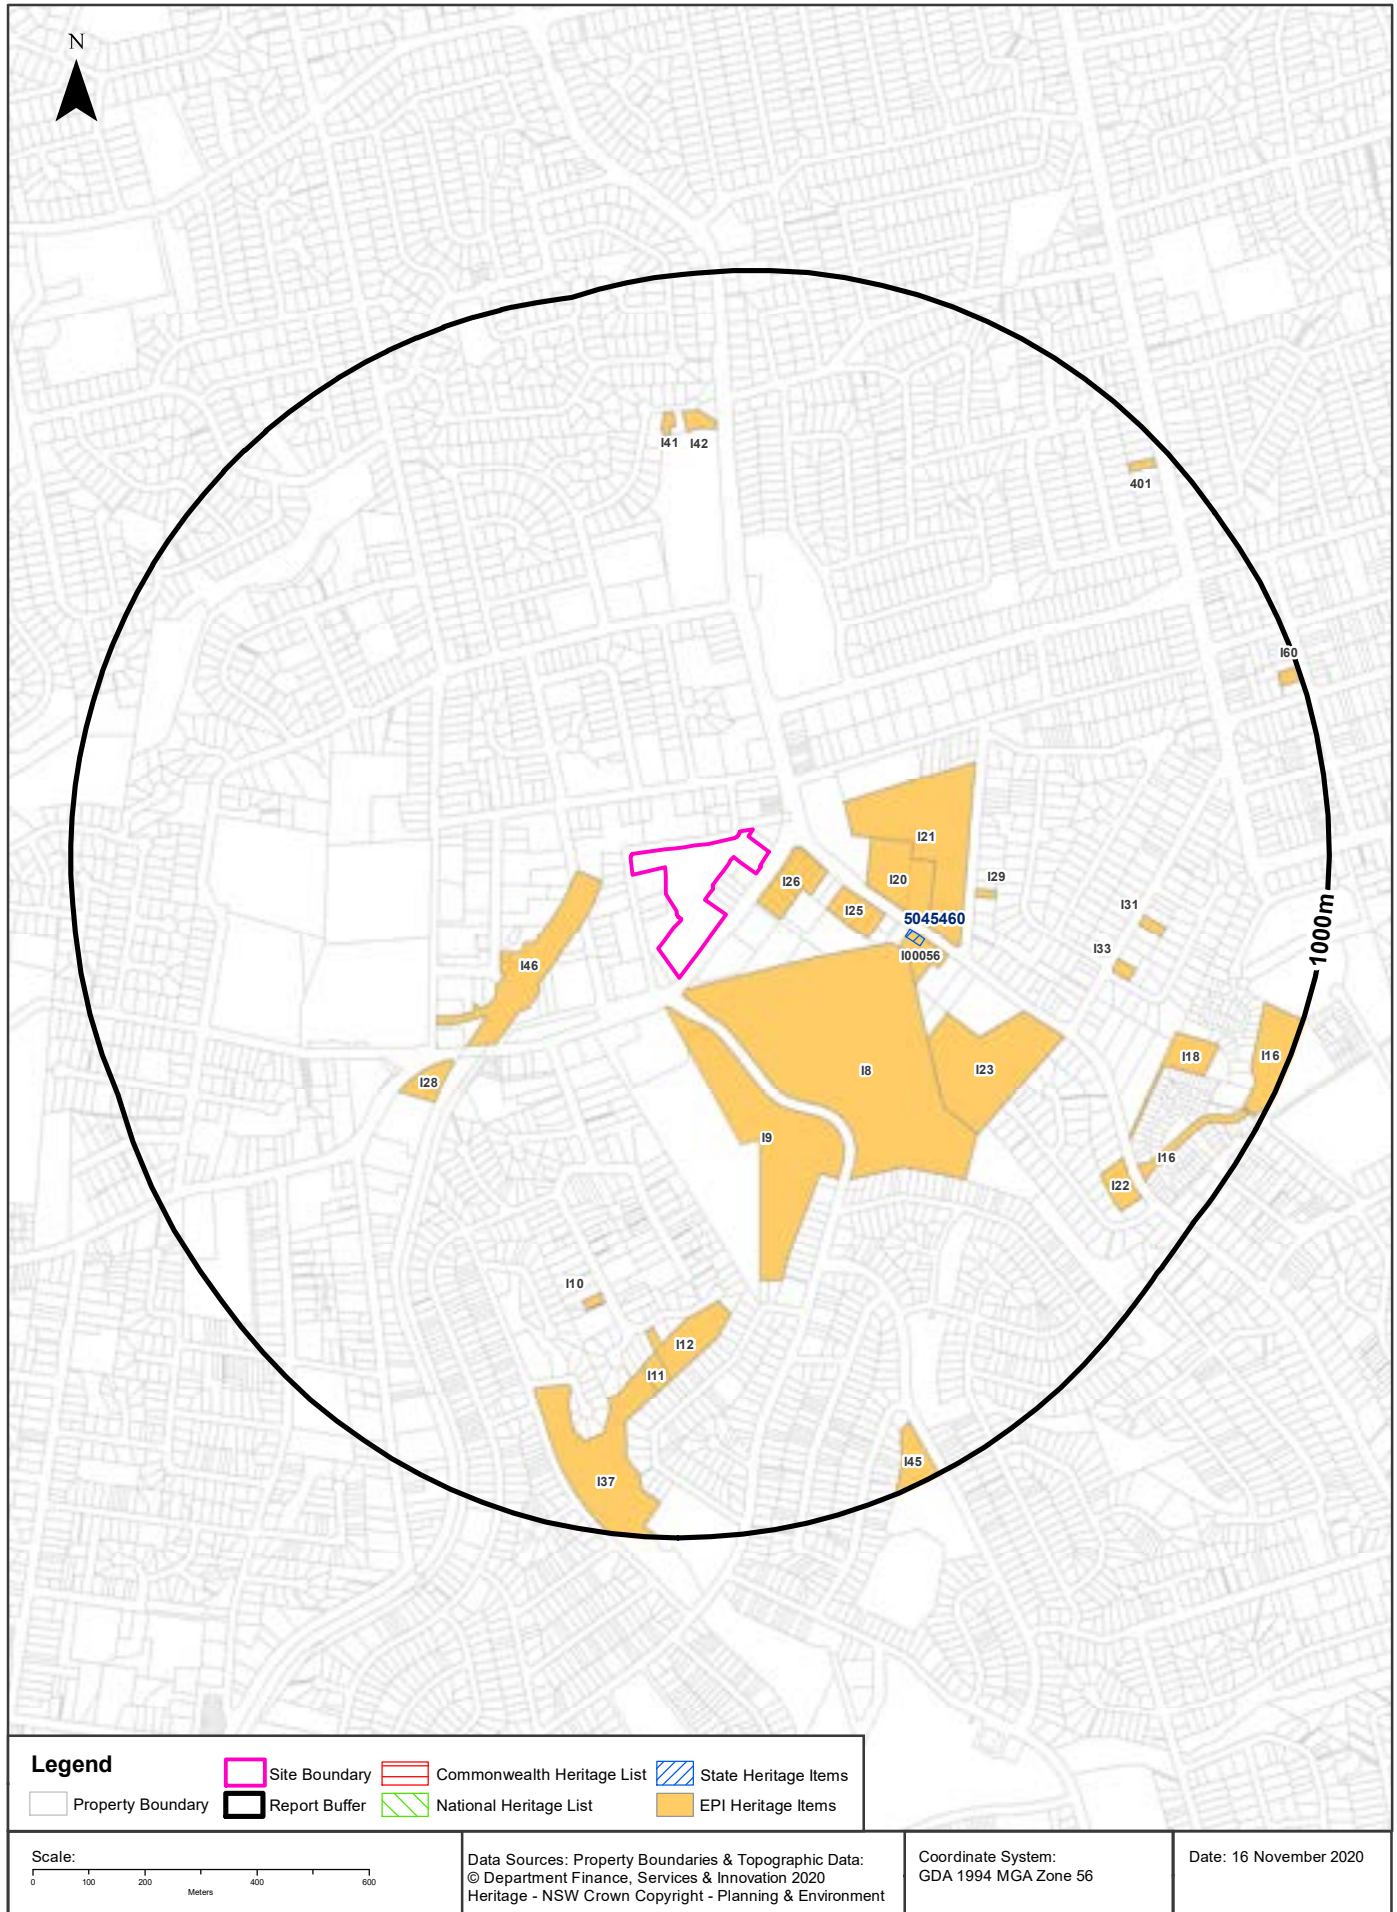 N
I41
I42
401
I60
I21
I20
I29
I26
I25
5045460
I31
I00056
I33
1000m
I46
I18
I16
I8
I23
I28
I9
I16
I22
I10
I12
I11
I45
I37
Legend
Property Boundary
Site Boundary
Report Buffer
Commonwealth Heritage List
National Heritage List
State Heritage Items
EPI Heritage Items
Scale:
0 100 200 400 600
Meters
Data Sources: Property Boundaries & Topographic Data:
© Department Finance, Services & Innovation 2020
Heritage - NSW Crown Copyright - Planning & Environment
Coordinate System:
GDA 1994 MGA Zone 56
Date: 16 November 2020